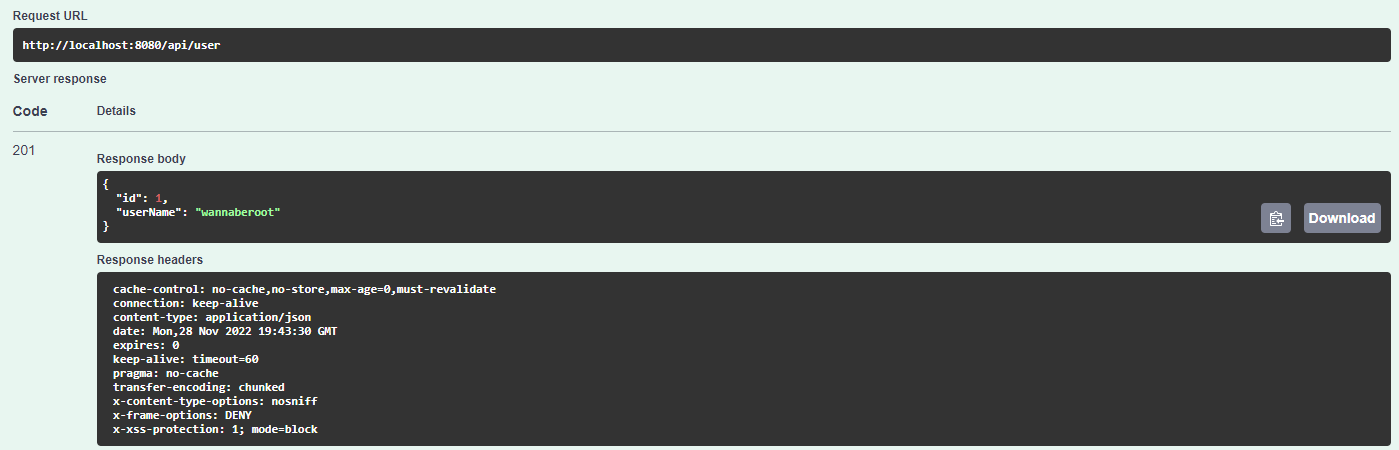 Request URL
http://localhost:8080/api/user
Server response
Code Details
201
Response body
{
"id": 1,
"userName": "wannaberoot"
}
Download
Response headers
cache-control: no-cache,no-store,max-age=0,must-revalidate
connection: keep-alive
content-type: application/json
date: Mon,28 Nov 2022 19:43:30 GMT
expires: 0
keep-alive: timeout=60
pragma: no-cache
transfer-encoding: chunked
x-content-type-options: nosniff
x-frame-options: DENY
x-xss-protection: 1; mode=block